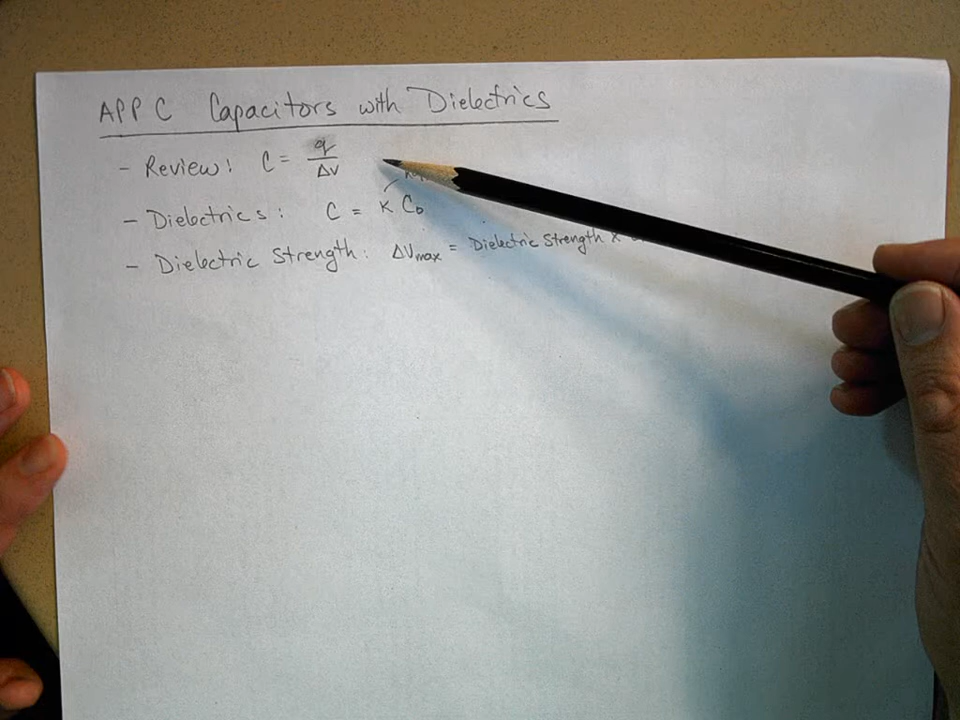 APP C Capacitors with Dielectrics
- Review: C = q/ΔV
- Dielectrics: C = K C₀
- Dielectric Strength: ΔVmax = Dielectric Strength ×